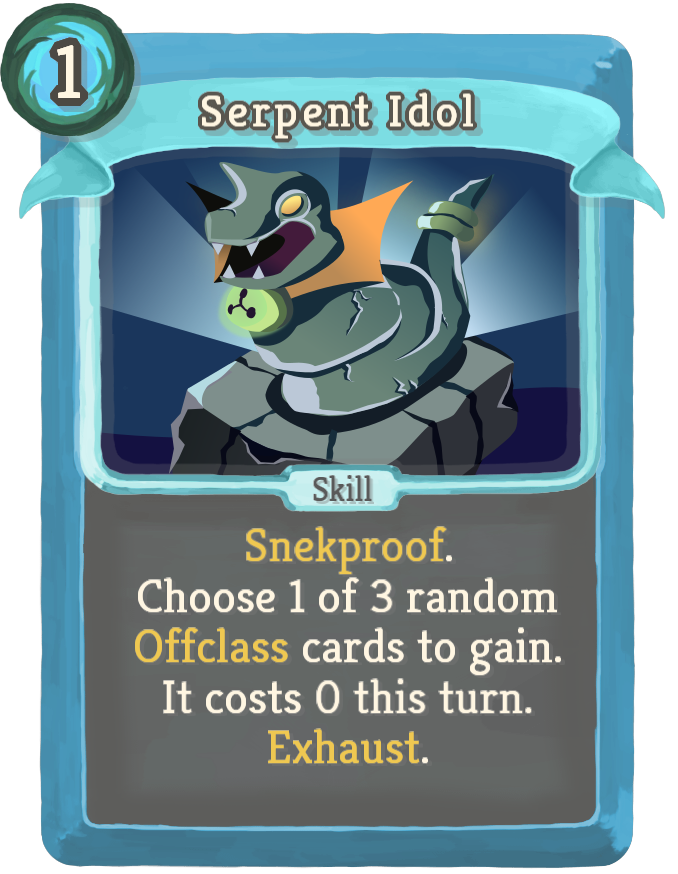 1
Serpent Idol
Skill
Snekproof.
Choose 1 of 3 random
Offclass cards to gain.
It costs 0 this turn.
Exhaust.